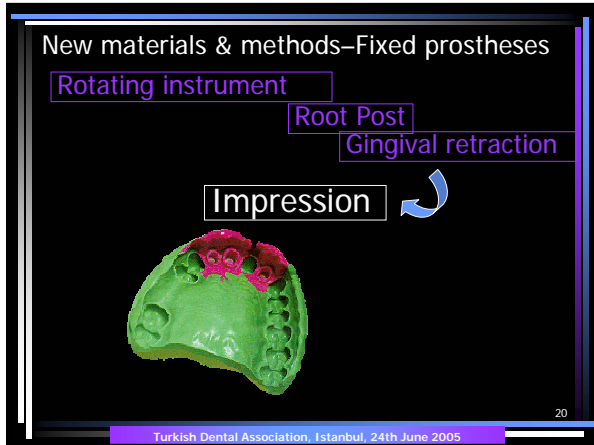 New materials & methods–Fixed prostheses
Rotating instrument
Root Post
Gingival retraction
Impression
20
Turkish Dental Association, Istanbul, 24th June 2005